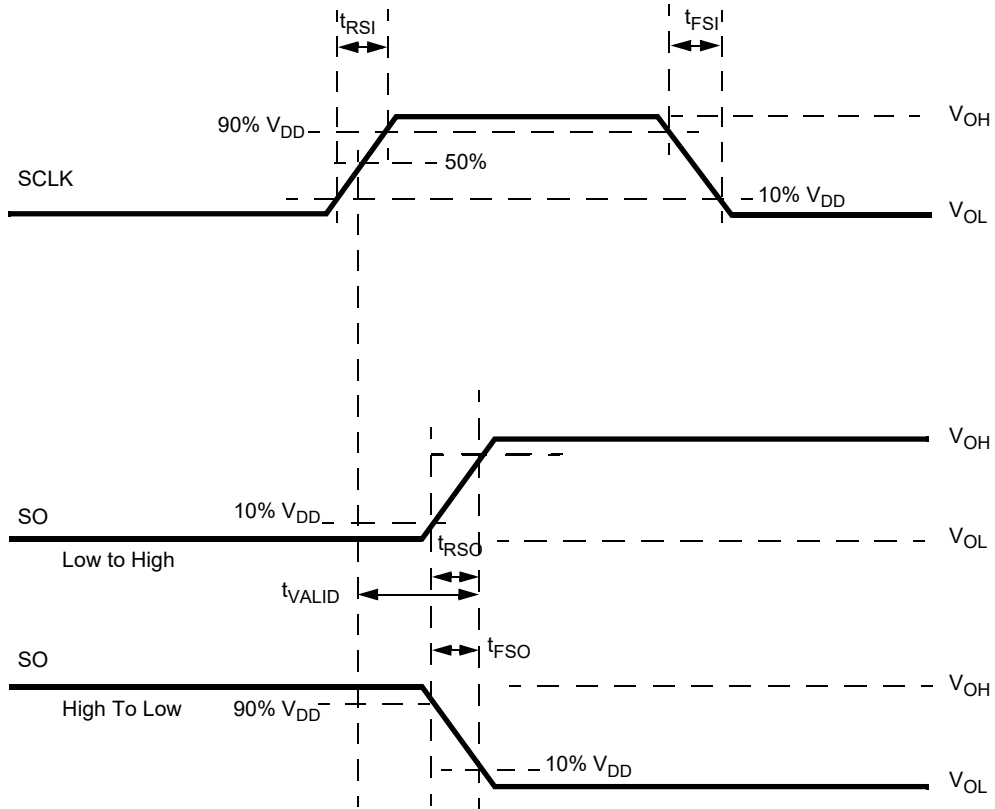 tRSI
tFSI
90% VDD
VOH
50%
SCLK
10% VDD
VOL
VOH
SO
10% VDD
Low to High
tRSO
VOL
tVALID
SO
tFSO
VOH
High To Low
90% VDD
10% VDD
VOL